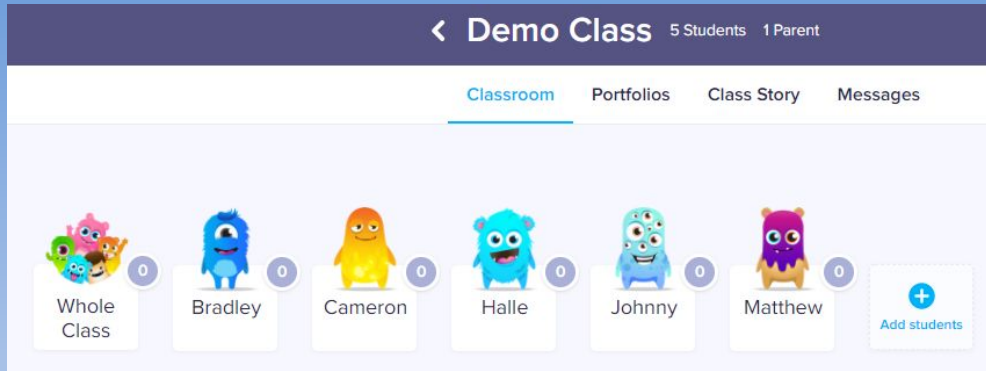 Demo Class 5 Students 1 Parent
Classroom Portfolios Class Story Messages
0 0 0 0 0 0
Whole Class Bradley Cameron Halle Johnny Matthew
Add students